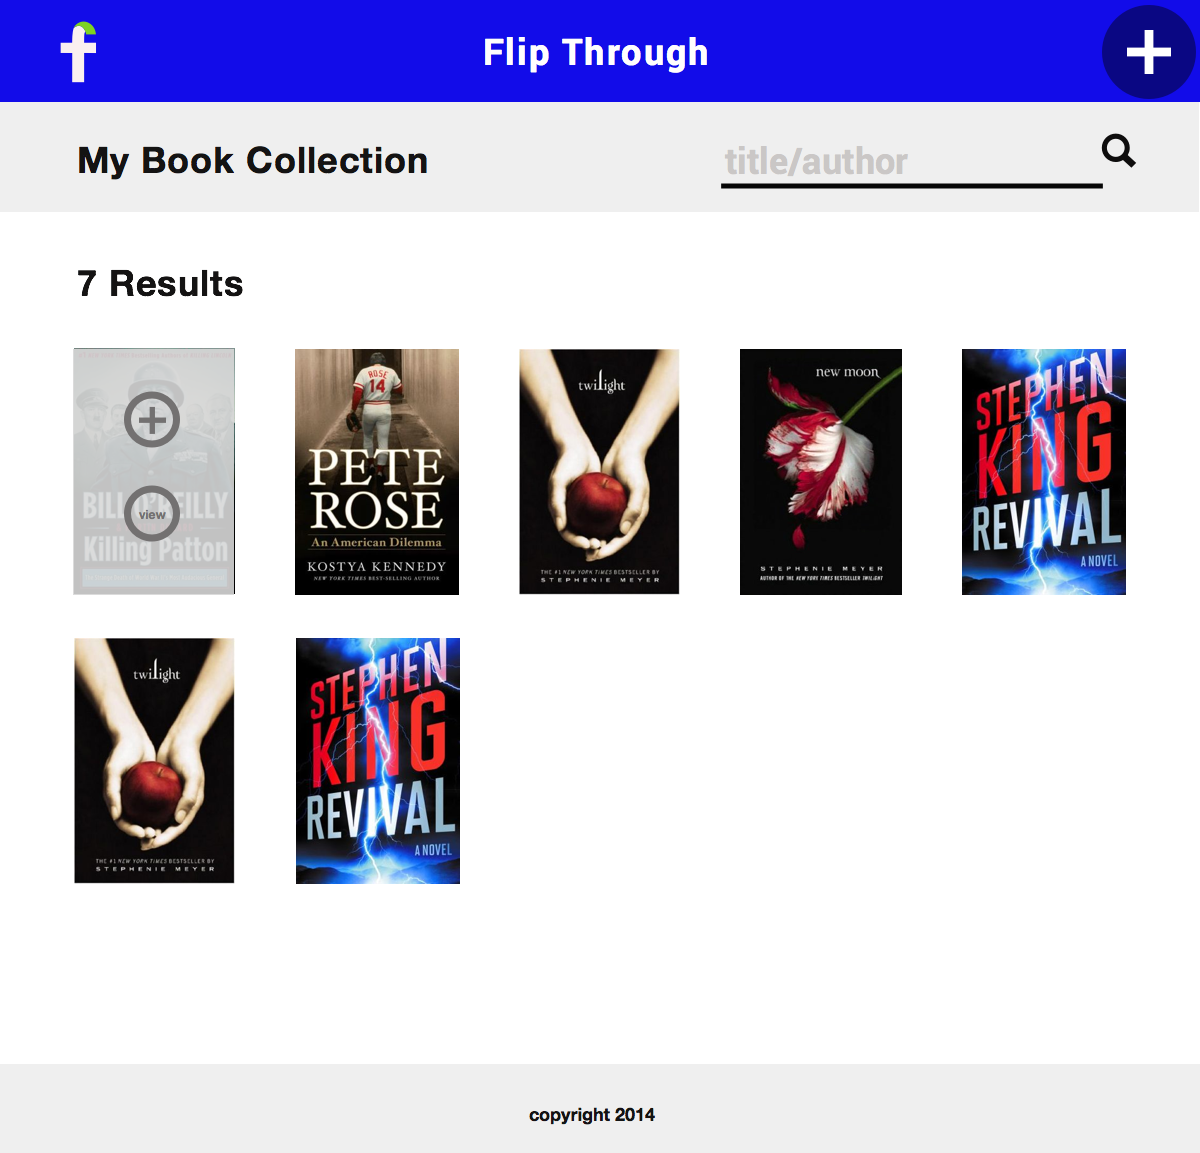 f
Flip Through
My Book Collection
title/author
7 Results
BILL O'REILLY
Killing Patton
view
ROSE
14
PETE
ROSE
An American Dilemma
KOSTYA KENNEDY
NEW YORK TIMES BEST-SELLING AUTHOR
twilight
THE #1 NEW YORK TIMES BESTSELLER BY
STEPHENIE MEYER
new moon
STEPHENIE MEYER
AUTHOR OF THE NEW YORK TIMES BESTSELLER TWILIGHT
STEPHEN
KING
REVIVAL
A NOVEL
twilight
THE #1 NEW YORK TIMES BESTSELLER BY
STEPHENIE MEYER
STEPHEN
KING
REVIVAL
A NOVEL
copyright 2014